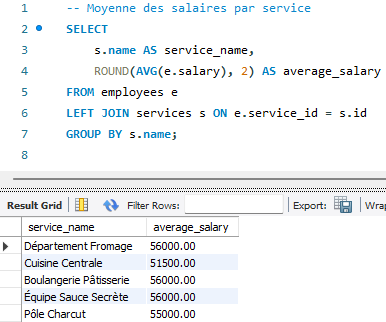 1 -- Moyenne des salaires par service
2 SELECT
3 s.name AS service_name,
4 ROUND(AVG(e.salary), 2) AS average_salary
5 FROM employees e
6 LEFT JOIN services s ON e.service_id = s.id
7 GROUP BY s.name;
8
Result Grid Filter Rows: Export: Wrap
service_name average_salary
Département Fromage 56000.00
Cuisine Centrale 51500.00
Boulangerie Pâtisserie 56000.00
Équipe Sauce Secrète 56000.00
Pôle Charcut 55000.00